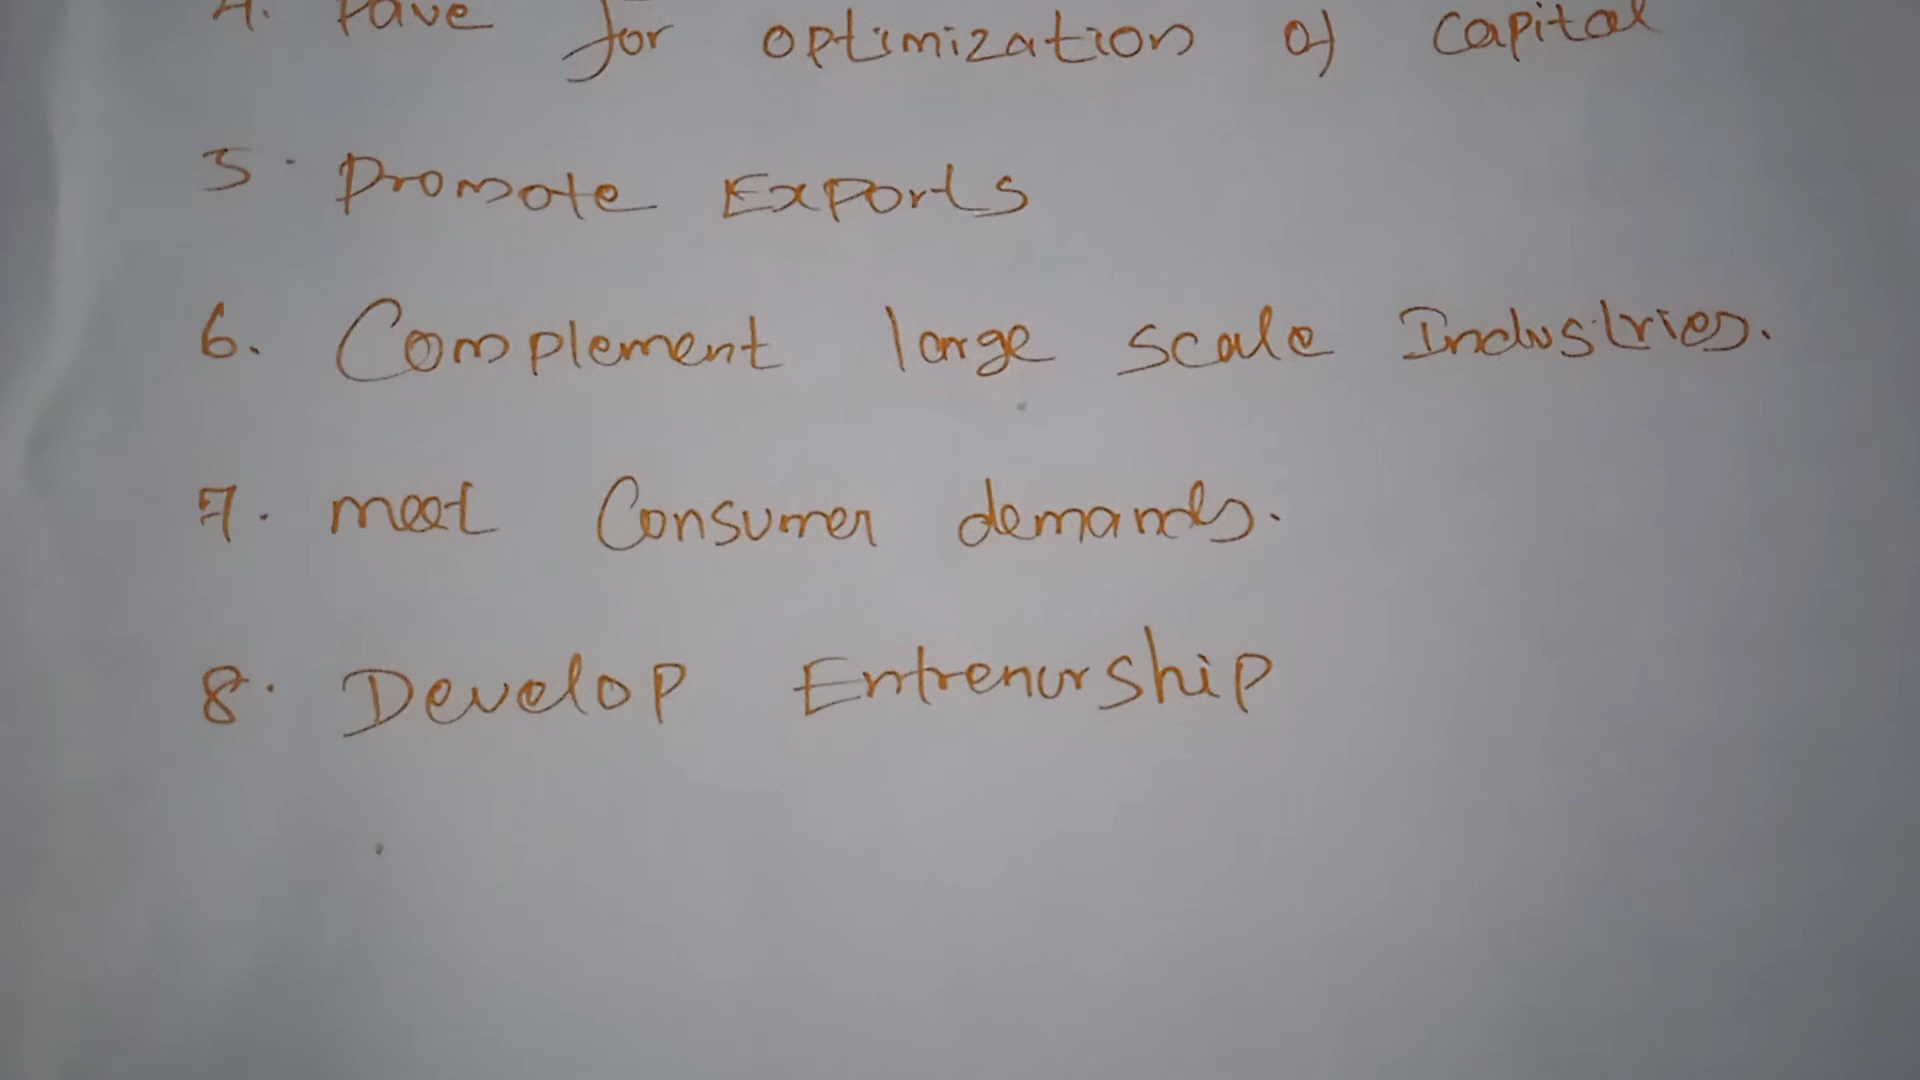 4. Pave for optimization of capital
5. Promote Exports
6. Complement large scale Industries.
7. meet Consumer demands.
8. Develop Entrenurship